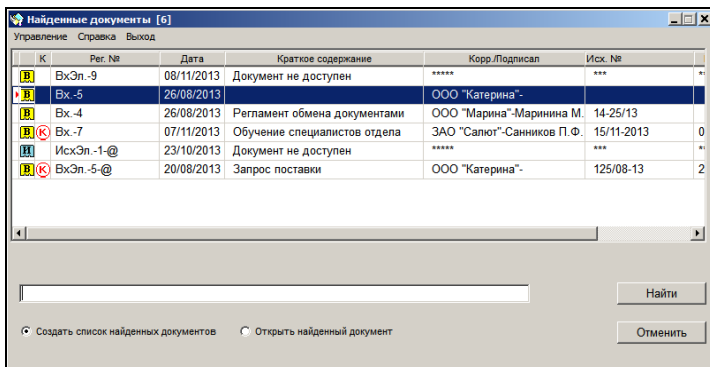 Найденные документы [6]
Управление Справка Выход
К Рег. № Дата Краткое содержание Корр./Подписал Исх. №
В ВхЭл.-9 08/11/2013 Документ не доступен ***** ***
В Вх.-5 26/08/2013 ООО "Катерина"-
В Вх.-4 26/08/2013 Регламент обмена документами ООО "Марина"-Маринина М. 14-25/13
В К Вх.-7 07/11/2013 Обучение специалистов отдела ЗАО "Салют"-Санников П.Ф. 15/11-2013 0
И ИсхЭл.-1-@ 23/10/2013 Документ не доступен ***** ***
В К ВхЭл.-5-@ 20/08/2013 Запрос поставки ООО "Катерина"- 125/08-13 2
Найти
Создать список найденных документов Открыть найденный документ Отменить